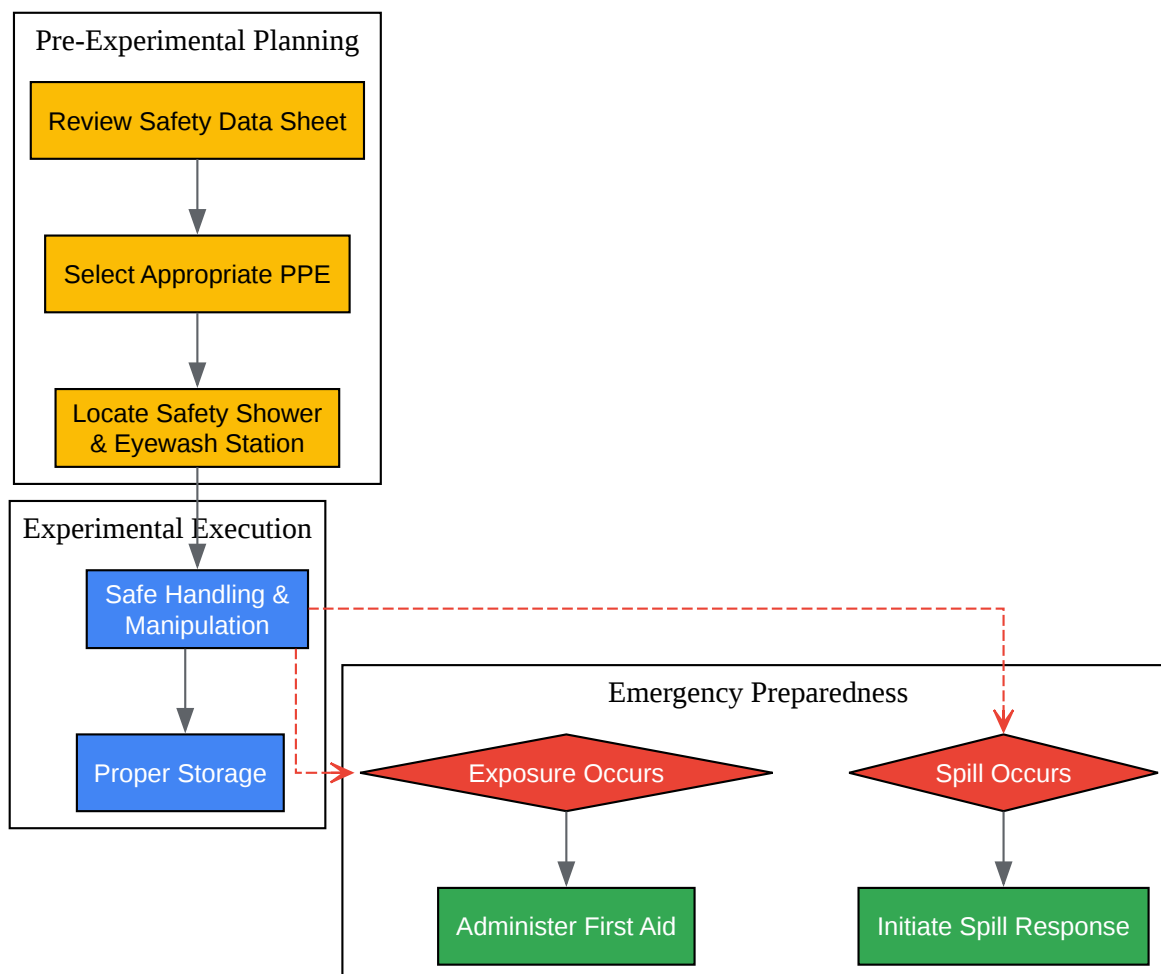 Pre-Experimental Planning
Review Safety Data Sheet
Select Appropriate PPE
Locate Safety Shower
& Eyewash Station
Experimental Execution
Safe Handling &
Manipulation
Proper Storage
Emergency Preparedness
Exposure Occurs
Spill Occurs
Administer First Aid
Initiate Spill Response